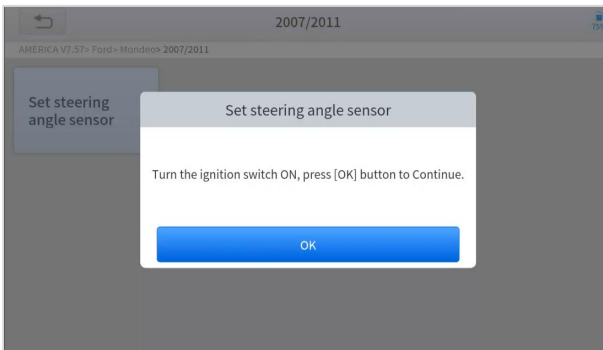 2007/2011
AMERICA V7.57> Ford> Mondeo> 2007/2011
Set steering
angle sensor
Set steering angle sensor
Turn the ignition switch ON, press [OK] button to Continue.
OK